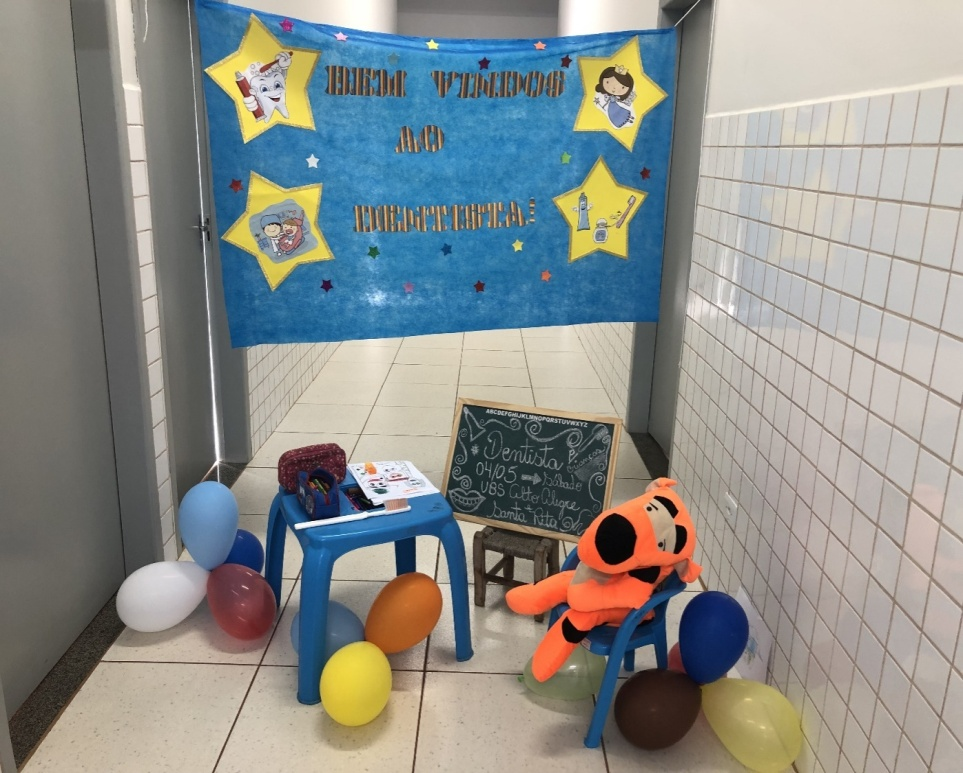 BEM VINDOS
AO
DENTISTA!
ABCDEFGHIJKLMNOPQRSTUVWXYZ
Dentista
04/05 → Sábado
UBS Alto Alegre
Santa Rita